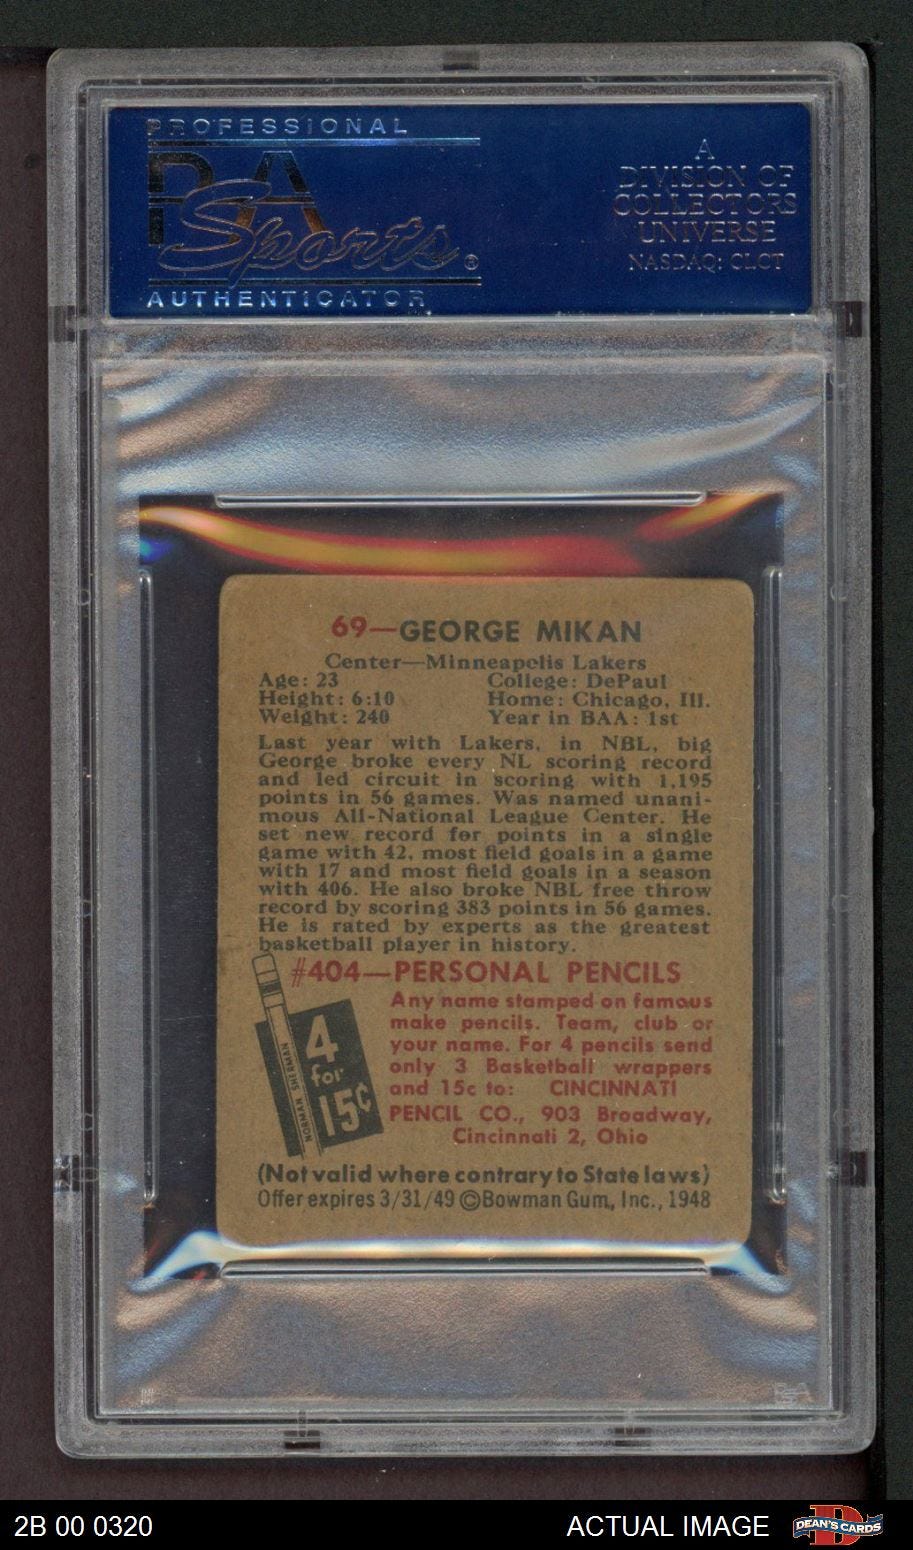 PROFESSIONAL
PSA
Sports®
AUTHENTICATOR
A
DIVISION OF
COLLECTORS
UNIVERSE
NASDAQ: CLCT
69—GEORGE MIKAN
Center—Minneapolis Lakers
Age: 23 College: DePaul
Height: 6:10 Home: Chicago, Ill.
Weight: 240 Year in BAA: 1st
Last year with Lakers, in NBL, big
George broke every NL scoring record
and led circuit in scoring with 1,195
points in 56 games. Was named unani-
mous All-National League Center. He
set new record for points in a single
game with 42, most field goals in a game
with 17 and most field goals in a season
with 406. He also broke NBL free throw
record by scoring 383 points in 56 games.
He is rated by experts as the greatest
basketball player in history.
#404—PERSONAL PENCILS
Any name stamped on famous
make pencils. Team, club or
your name. For 4 pencils send
only 3 Basketball wrappers
and 15c to: CINCINNATI
PENCIL CO., 903 Broadway,
Cincinnati 2, Ohio
NORMAN SHERMAN
4
for
15¢
(Not valid where contrary to State laws)
Offer expires 3/31/49 ©Bowman Gum, Inc., 1948
PSA
2B 00 0320
ACTUAL IMAGE
D
DEAN'S CARDS